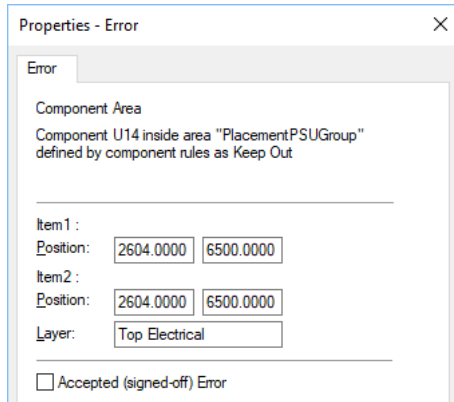 Properties - Error
Error
Component Area
Component U14 inside area "PlacementPSUGroup"
defined by component rules as Keep Out
Item1 :
Position: 2604.0000 6500.0000
Item2 :
Position: 2604.0000 6500.0000
Layer: Top Electrical
Accepted (signed-off) Error